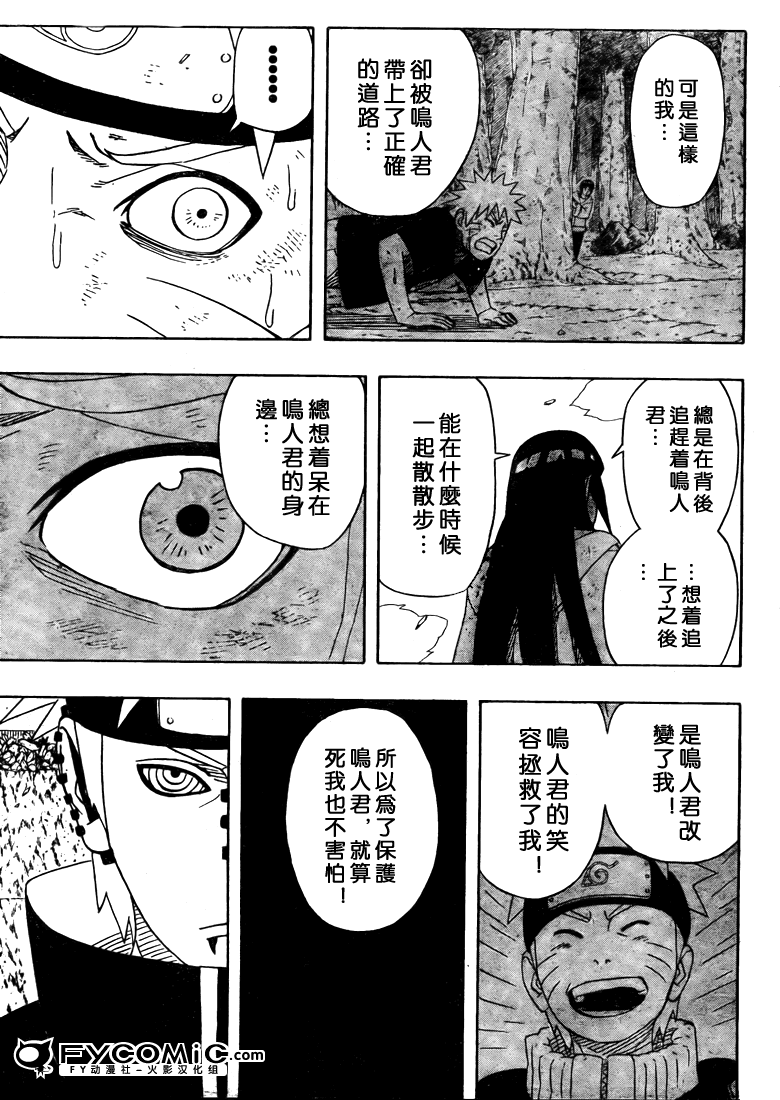 可是這樣
的我…
卻被鳴人君
帶上了正確
的道路…
……
總是在背後
追趕着鳴人
君…
…想着追
上了之後
…
能在什麼時候
一起散散步…
總想着呆在
鳴人君的身
邊…
是鳴人君改
變了我！
鳴人君的笑
容拯救了我！
所以爲了保護
鳴人君，就算
死我也不害怕！
FYCOMIC.COM
FY动漫社－火影汉化组